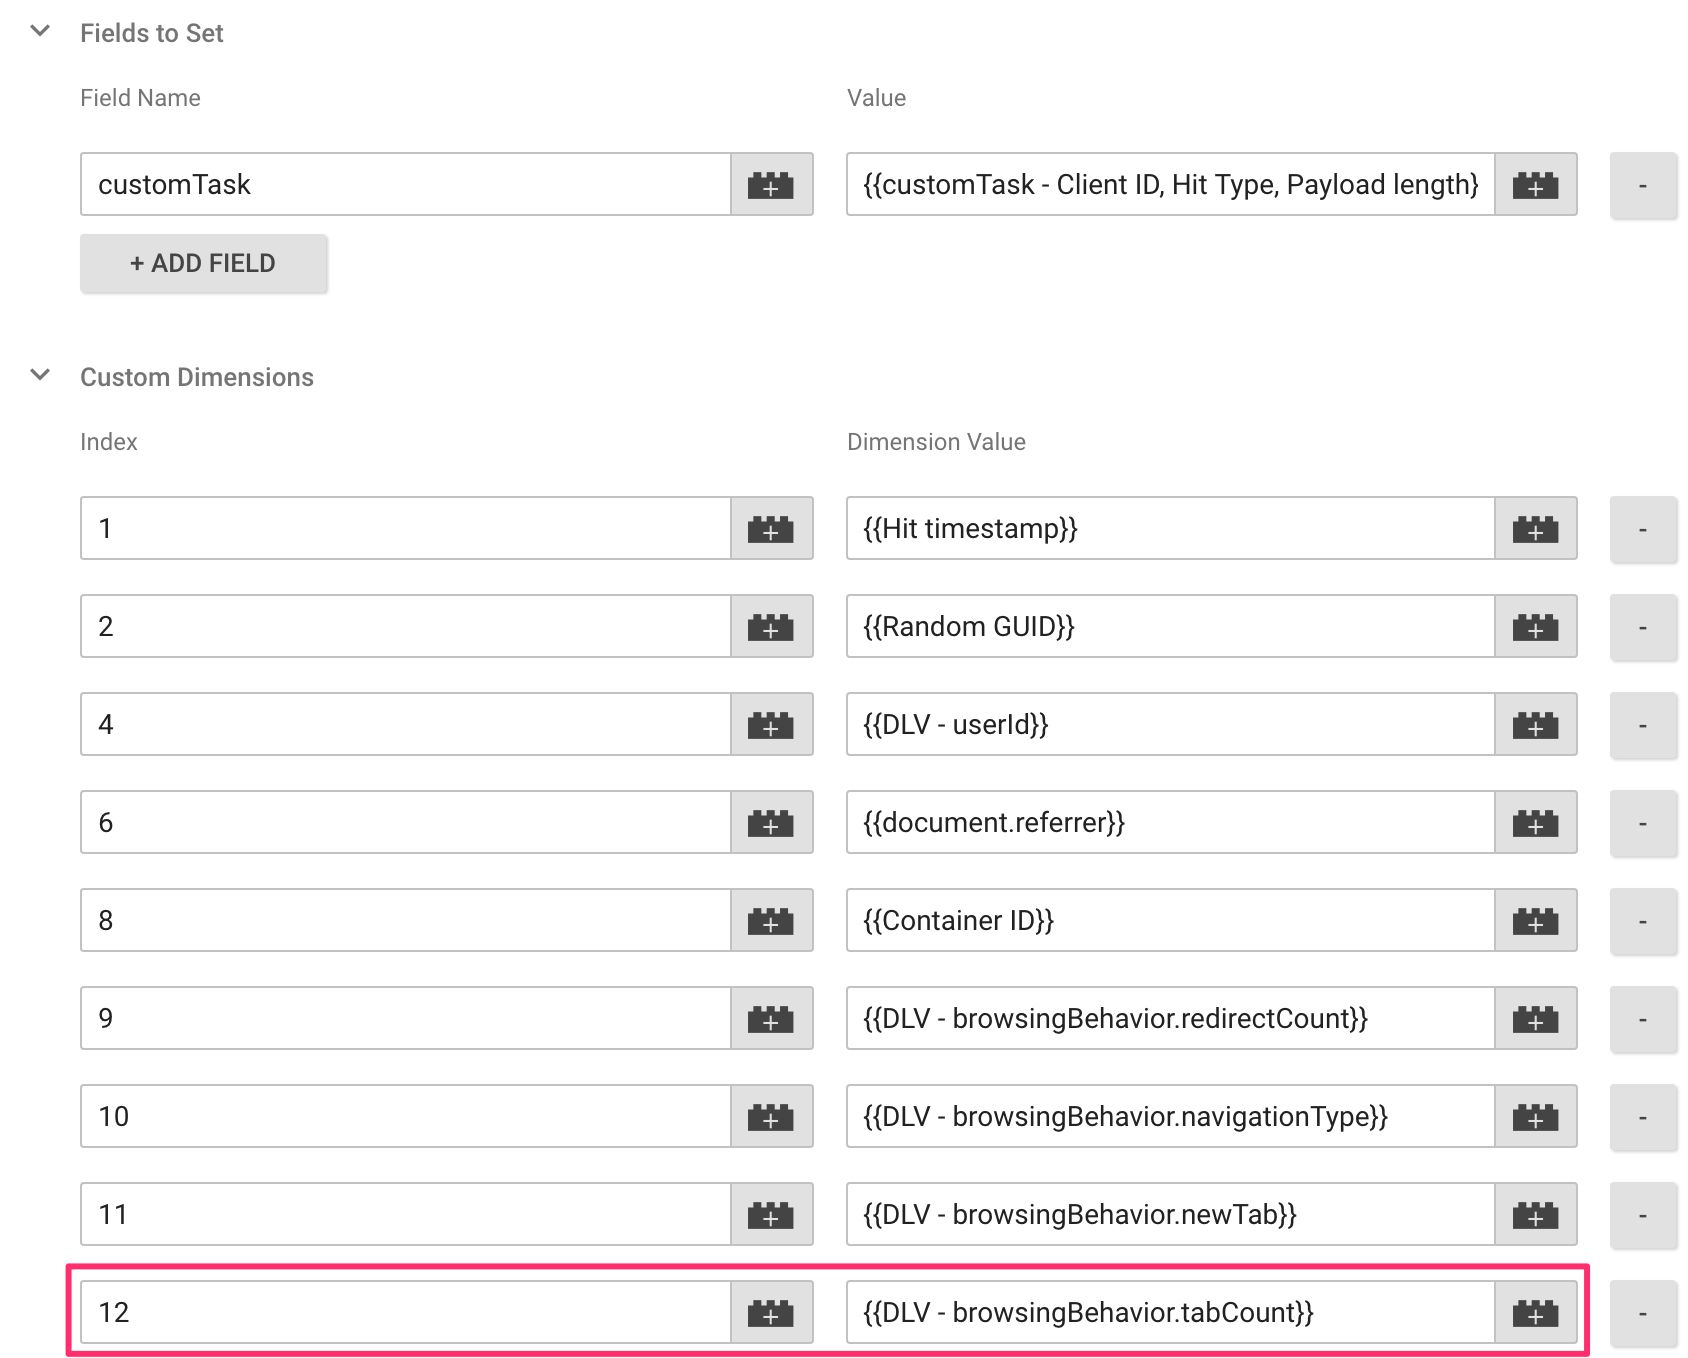 Fields to Set
Field Name Value
customTask {{customTask - Client ID, Hit Type, Payload length} -
+ ADD FIELD
Custom Dimensions
Index Dimension Value
1 {{Hit timestamp}} -
2 {{Random GUID}} -
4 {{DLV - userId}} -
6 {{document.referrer}} -
8 {{Container ID}} -
9 {{DLV - browsingBehavior.redirectCount}} -
10 {{DLV - browsingBehavior.navigationType}} -
11 {{DLV - browsingBehavior.newTab}} -
12 {{DLV - browsingBehavior.tabCount}} -